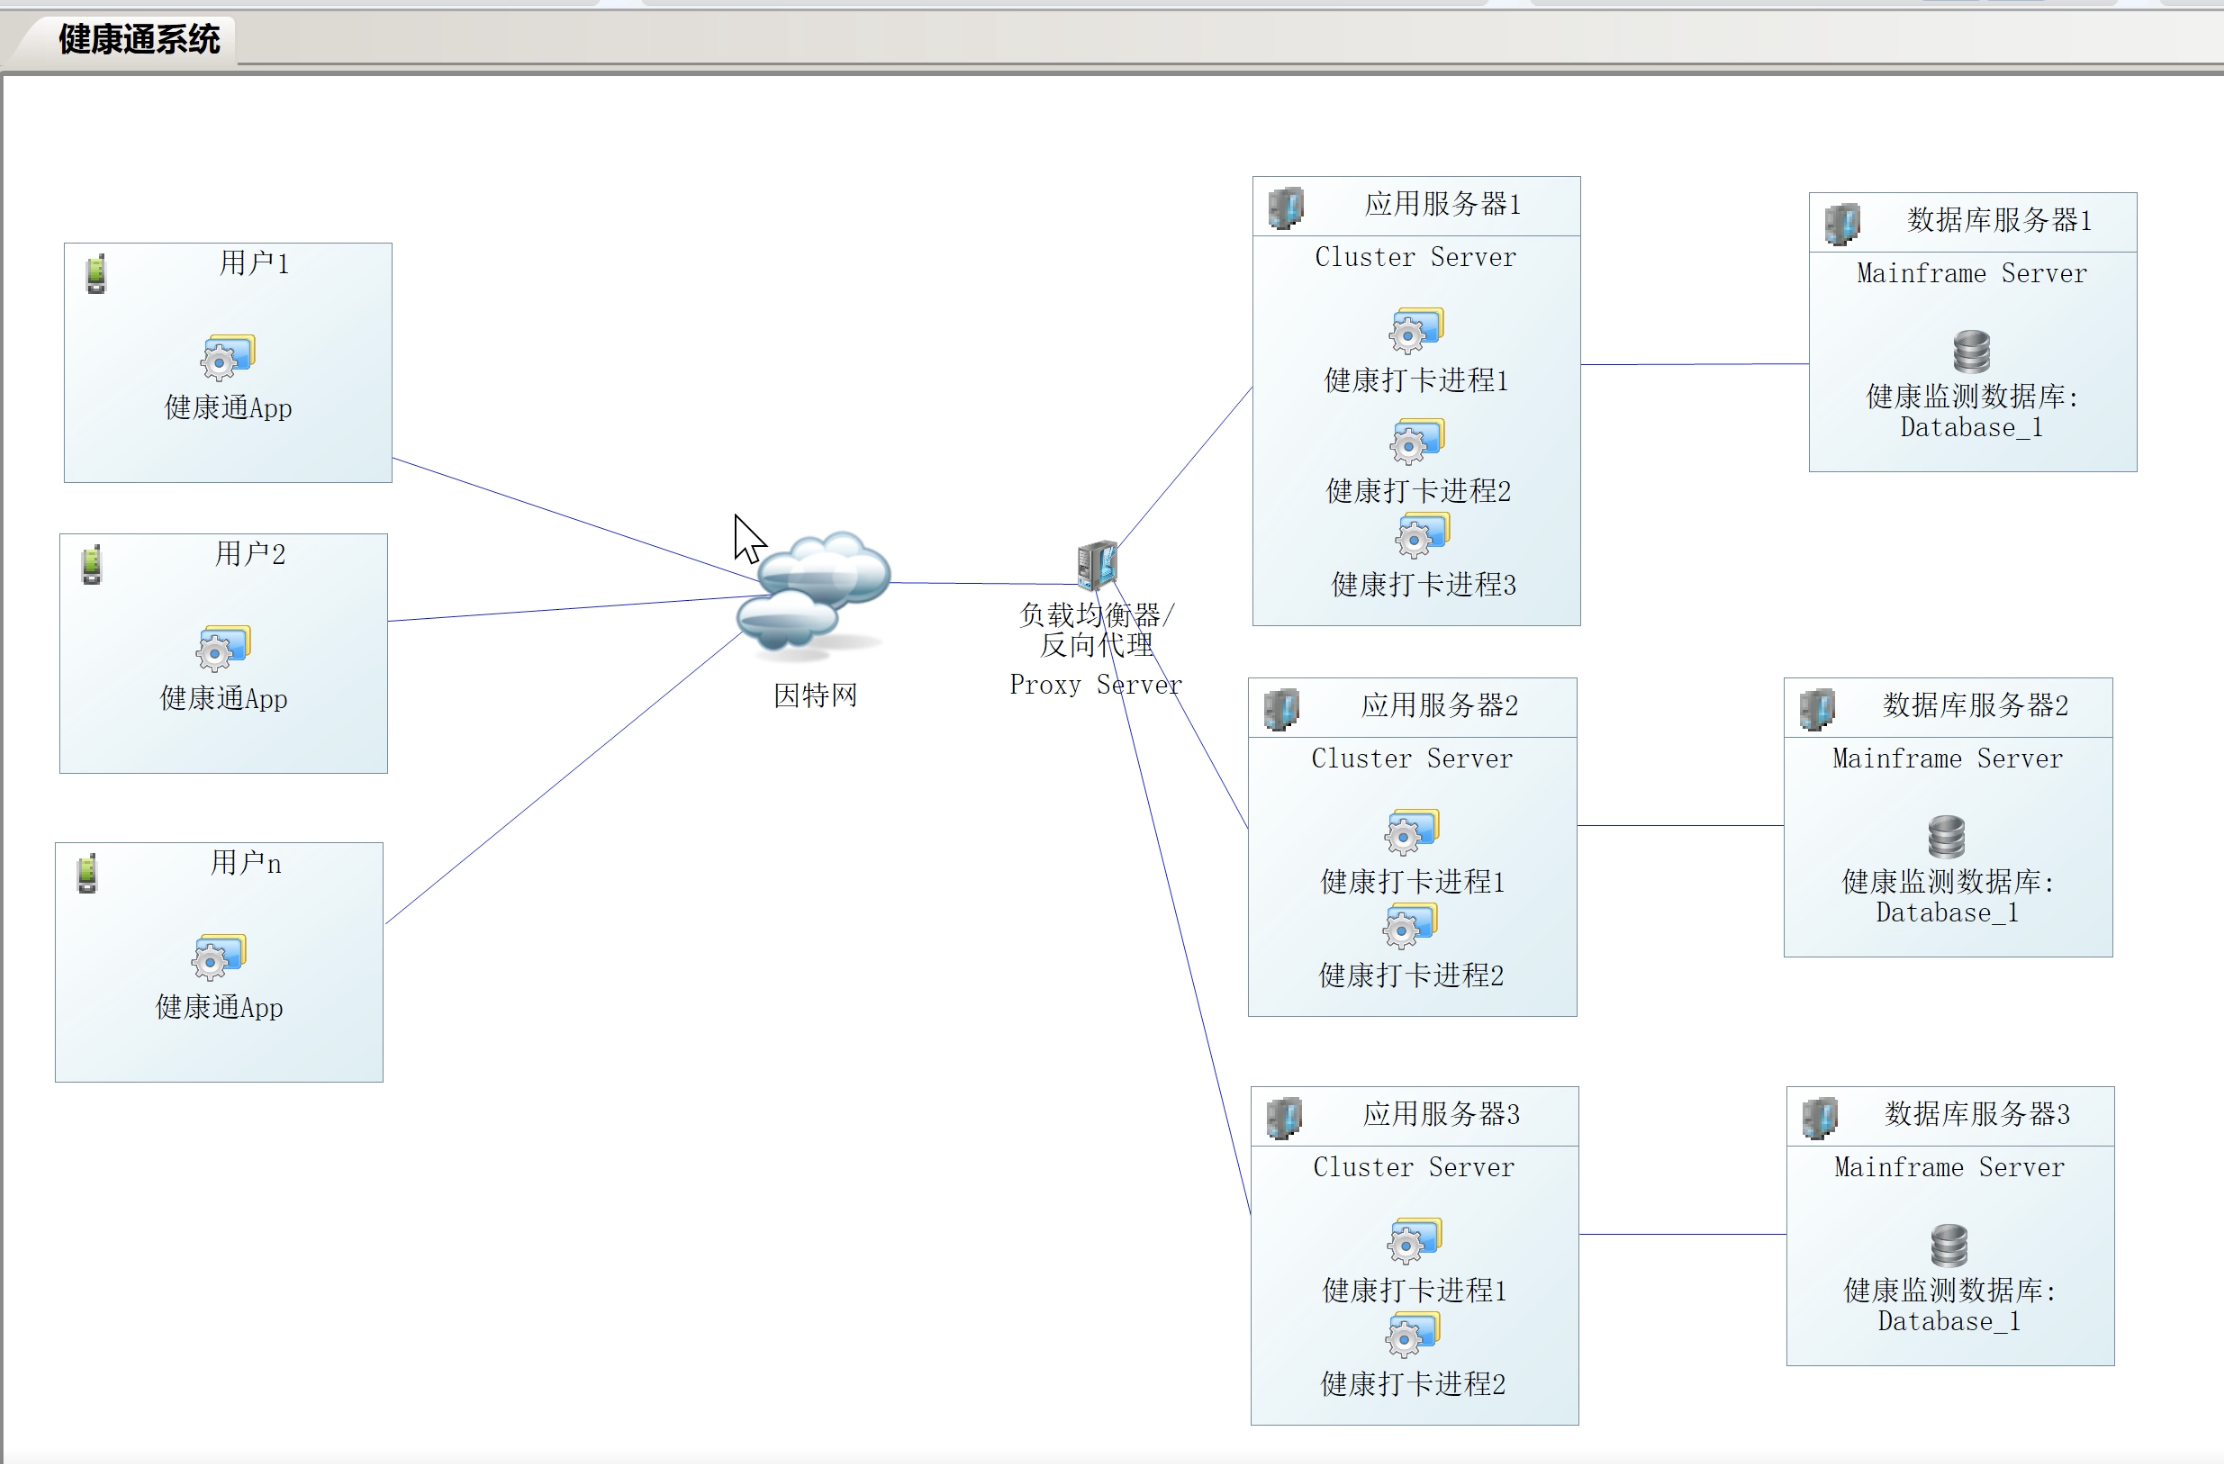 健康通系统
用户1
健康通App
用户2
健康通App
用户n
健康通App
因特网
负载均衡器/
反向代理
Proxy Server
应用服务器1
Cluster Server
健康打卡进程1
健康打卡进程2
健康打卡进程3
数据库服务器1
Mainframe Server
健康监测数据库:
Database_1
应用服务器2
Cluster Server
健康打卡进程1
健康打卡进程2
数据库服务器2
Mainframe Server
健康监测数据库:
Database_1
应用服务器3
Cluster Server
健康打卡进程1
健康打卡进程2
数据库服务器3
Mainframe Server
健康监测数据库:
Database_1